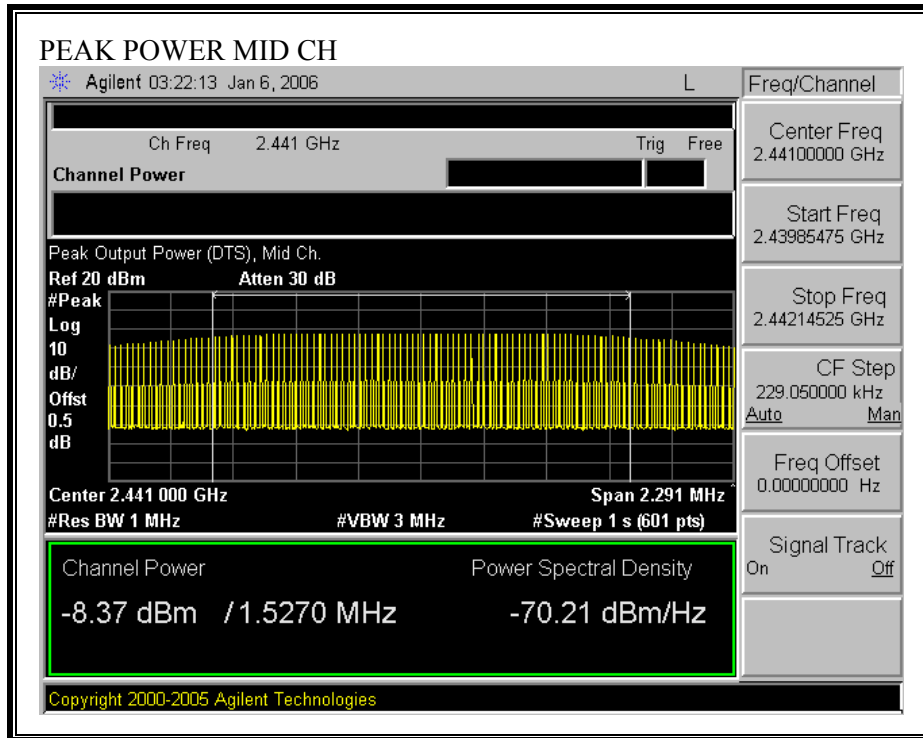 PEAK POWER MID CH
Agilent 03:22:13 Jan 6, 2006 L
Freq/Channel
Ch Freq 2.441 GHz Trig Free
Channel Power
Center Freq
2.44100000 GHz
Start Freq
2.43985475 GHz
Stop Freq
2.44214525 GHz
CF Step
229.050000 kHz
Auto Man
Freq Offset
0.00000000 Hz
Signal Track
On Off
Peak Output Power (DTS), Mid Ch.
Ref 20 dBm Atten 30 dB
#Peak
Log
10
dB/
Offst
0.5
dB
Center 2.441 000 GHz Span 2.291 MHz^
#Res BW 1 MHz #VBW 3 MHz #Sweep 1 s (601 pts)
Channel Power Power Spectral Density
-8.37 dBm /1.5270 MHz -70.21 dBm/Hz
Copyright 2000-2005 Agilent Technologies